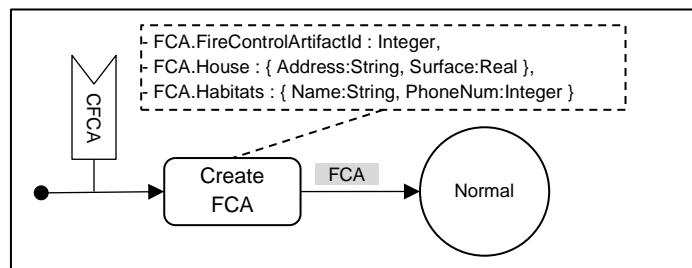 - FCA.FireControlArtifactId : Integer,
- FCA.House : { Address:String, Surface:Real },
- FCA.Habitats : { Name:String, PhoneNum:Integer }
CFCA
Create
FCA
FCA
Normal